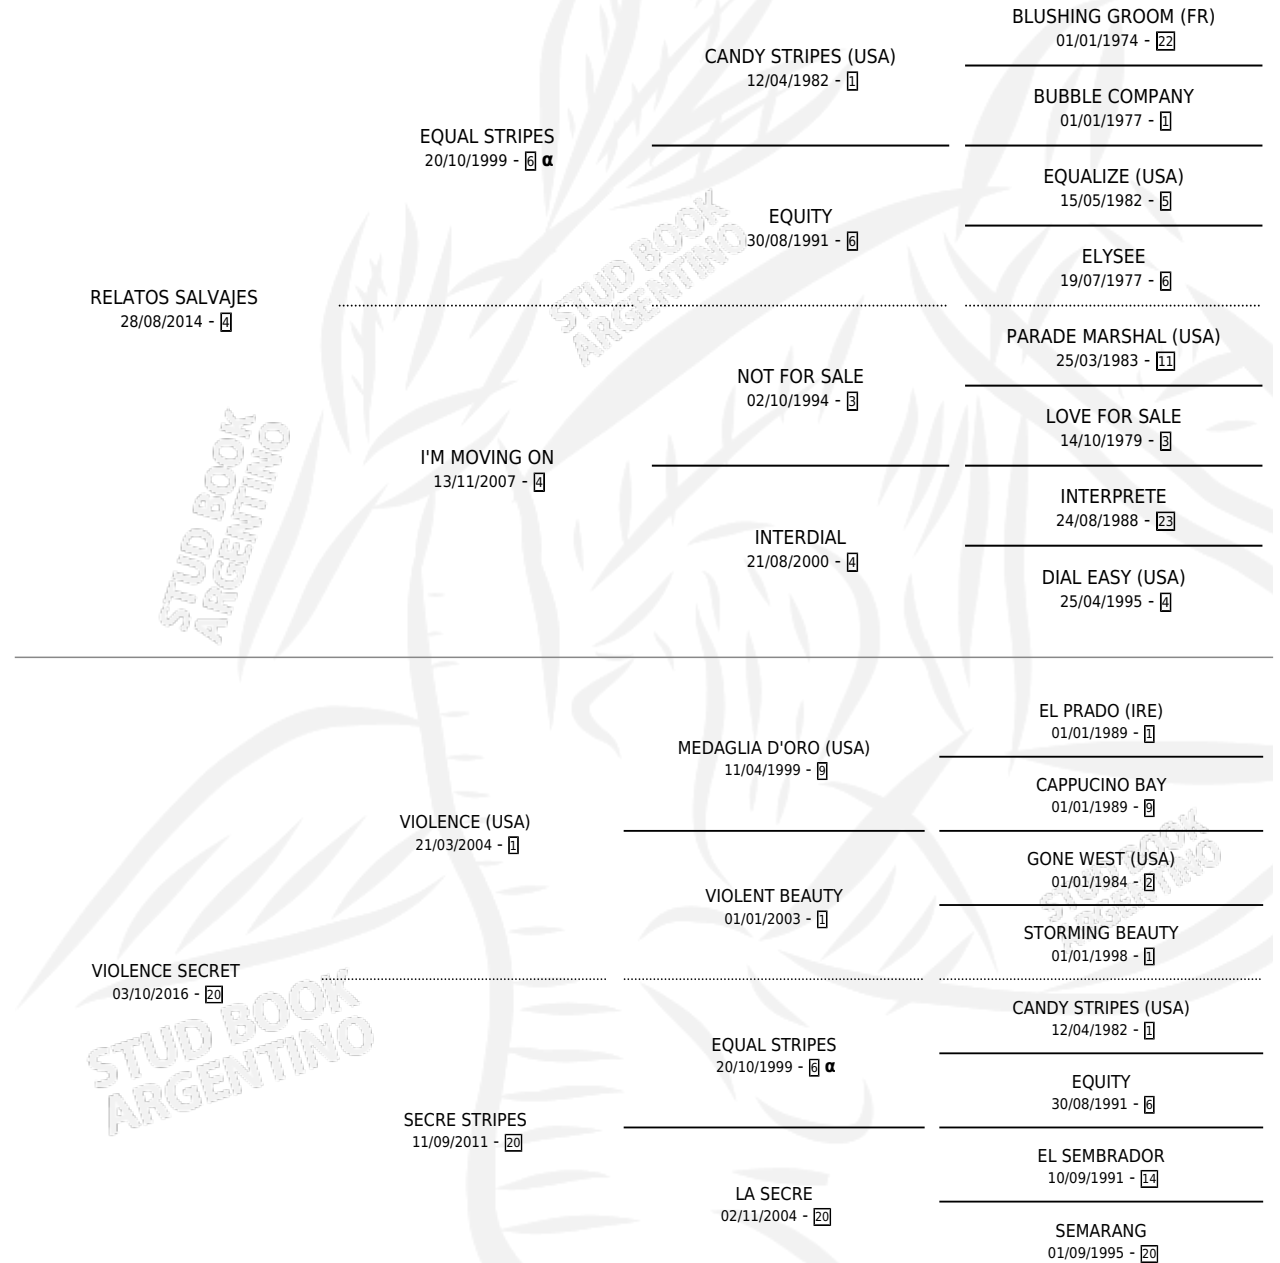 BLUSHING GROOM (FR)
01/01/1974 - 22
CANDY STRIPES (USA)
12/04/1982 - 1
BUBBLE COMPANY
01/01/1977 - 1
EQUAL STRIPES
20/10/1999 - 6 α
EQUALIZE (USA)
15/05/1982 - 5
EQUITY
30/08/1991 - 6
ELYSEE
19/07/1977 - 6
RELATOS SALVAJES
28/08/2014 - 4
PARADE MARSHAL (USA)
25/03/1983 - 11
NOT FOR SALE
02/10/1994 - 3
LOVE FOR SALE
14/10/1979 - 3
I'M MOVING ON
13/11/2007 - 4
INTERPRETE
24/08/1988 - 23
INTERDIAL
21/08/2000 - 4
DIAL EASY (USA)
25/04/1995 - 4
STUD BOOK
ARGENTINO
STUD BOOK
ARGENTINO
EL PRADO (IRE)
01/01/1989 - 1
MEDAGLIA D'ORO (USA)
11/04/1999 - 9
CAPPUCINO BAY
01/01/1989 - 9
VIOLENCE (USA)
21/03/2004 - 1
GONE WEST (USA)
01/01/1984 - 2
VIOLENT BEAUTY
01/01/2003 - 1
STORMING BEAUTY
01/01/1998 - 1
VIOLENCE SECRET
03/10/2016 - 20
CANDY STRIPES (USA)
12/04/1982 - 1
EQUAL STRIPES
20/10/1999 - 6 α
EQUITY
30/08/1991 - 6
SECRE STRIPES
11/09/2011 - 20
EL SEMBRADOR
10/09/1991 - 14
LA SECRE
02/11/2004 - 20
SEMARANG
01/09/1995 - 20
STUD BOOK
ARGENTINO
STUD BOOK
ARGENTINO